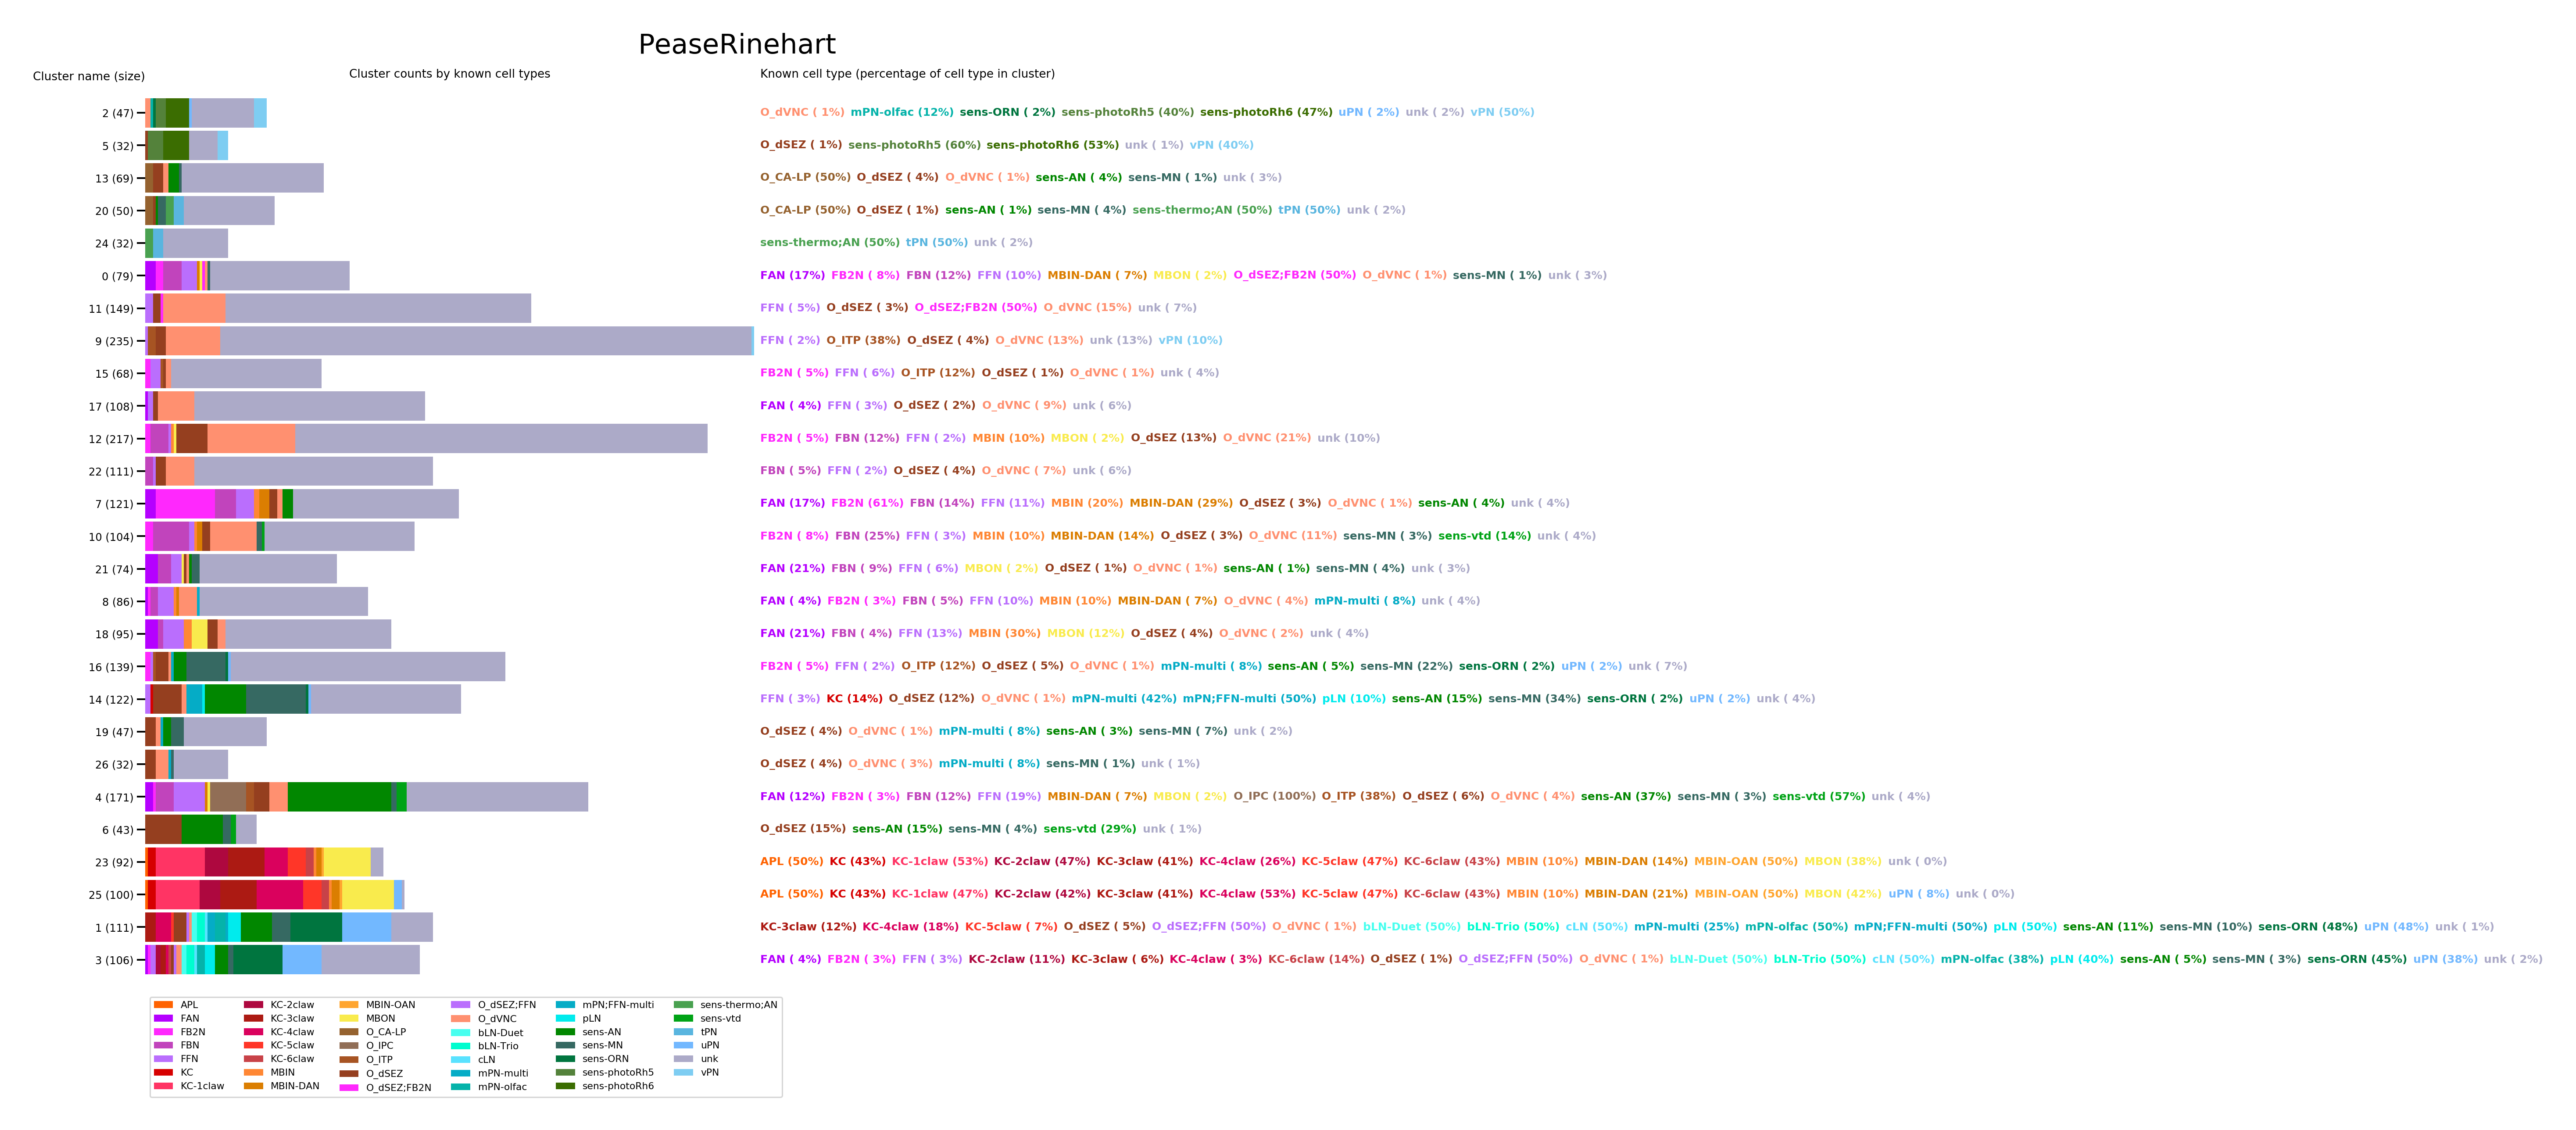 PeaseRinehart
Cluster name (size) Cluster counts by known cell types Known cell type (percentage of cell type in cluster)
2 (47) O_dVNC ( 1%) mPN-olfac (12%) sens-ORN ( 2%) sens-photoRh5 (40%) sens-photoRh6 (47%) uPN ( 2%) unk ( 2%) vPN (50%)
5 (32) O_dSEZ ( 1%) sens-photoRh5 (60%) sens-photoRh6 (53%) unk ( 1%) vPN (40%)
13 (69) O_CA-LP (50%) O_dSEZ ( 4%) O_dVNC ( 1%) sens-AN ( 4%) sens-MN ( 1%) unk ( 3%)
20 (50) O_CA-LP (50%) O_dSEZ ( 1%) sens-AN ( 1%) sens-MN ( 4%) sens-thermo;AN (50%) tPN (50%) unk ( 2%)
24 (32) sens-thermo;AN (50%) tPN (50%) unk ( 2%)
0 (79) FAN (17%) FB2N ( 8%) FBN (12%) FFN (10%) MBIN-DAN ( 7%) MBON ( 2%) O_dSEZ;FB2N (50%) O_dVNC ( 1%) sens-MN ( 1%) unk ( 3%)
11 (149) FFN ( 5%) O_dSEZ ( 3%) O_dSEZ;FB2N (50%) O_dVNC (15%) unk ( 7%)
9 (235) FFN ( 2%) O_ITP (38%) O_dSEZ ( 4%) O_dVNC (13%) unk (13%) vPN (10%)
15 (68) FB2N ( 5%) FFN ( 6%) O_ITP (12%) O_dSEZ ( 1%) O_dVNC ( 1%) unk ( 4%)
17 (108) FAN ( 4%) FFN ( 3%) O_dSEZ ( 2%) O_dVNC ( 9%) unk ( 6%)
12 (217) FB2N ( 5%) FBN (12%) FFN ( 2%) MBIN (10%) MBON ( 2%) O_dSEZ (13%) O_dVNC (21%) unk (10%)
22 (111) FBN ( 5%) FFN ( 2%) O_dSEZ ( 4%) O_dVNC ( 7%) unk ( 6%)
7 (121) FAN (17%) FB2N (61%) FBN (14%) FFN (11%) MBIN (20%) MBIN-DAN (29%) O_dSEZ ( 3%) O_dVNC ( 1%) sens-AN ( 4%) unk ( 4%)
10 (104) FB2N ( 8%) FBN (25%) FFN ( 3%) MBIN (10%) MBIN-DAN (14%) O_dSEZ ( 3%) O_dVNC (11%) sens-MN ( 3%) sens-vtd (14%) unk ( 4%)
21 (74) FAN (21%) FBN ( 9%) FFN ( 6%) MBON ( 2%) O_dSEZ ( 1%) O_dVNC ( 1%) sens-AN ( 1%) sens-MN ( 4%) unk ( 3%)
8 (86) FAN ( 4%) FB2N ( 3%) FBN ( 5%) FFN (10%) MBIN (10%) MBIN-DAN ( 7%) O_dVNC ( 4%) mPN-multi ( 8%) unk ( 4%)
18 (95) FAN (21%) FBN ( 4%) FFN (13%) MBIN (30%) MBON (12%) O_dSEZ ( 4%) O_dVNC ( 2%) unk ( 4%)
16 (139) FB2N ( 5%) FFN ( 2%) O_ITP (12%) O_dSEZ ( 5%) O_dVNC ( 1%) mPN-multi ( 8%) sens-AN ( 5%) sens-MN (22%) sens-ORN ( 2%) uPN ( 2%) unk ( 7%)
14 (122) FFN ( 3%) KC (14%) O_dSEZ (12%) O_dVNC ( 1%) mPN-multi (42%) mPN;FFN-multi (50%) pLN (10%) sens-AN (15%) sens-MN (34%) sens-ORN ( 2%) uPN ( 2%) unk ( 4%)
19 (47) O_dSEZ ( 4%) O_dVNC ( 1%) mPN-multi ( 8%) sens-AN ( 3%) sens-MN ( 7%) unk ( 2%)
26 (32) O_dSEZ ( 4%) O_dVNC ( 3%) mPN-multi ( 8%) sens-MN ( 1%) unk ( 1%)
4 (171) FAN (12%) FB2N ( 3%) FBN (12%) FFN (19%) MBIN-DAN ( 7%) MBON ( 2%) O_IPC (100%) O_ITP (38%) O_dSEZ ( 6%) O_dVNC ( 4%) sens-AN (37%) sens-MN ( 3%) sens-vtd (57%) unk ( 4%)
6 (43) O_dSEZ (15%) sens-AN (15%) sens-MN ( 4%) sens-vtd (29%) unk ( 1%)
23 (92) APL (50%) KC (43%) KC-1claw (53%) KC-2claw (47%) KC-3claw (41%) KC-4claw (26%) KC-5claw (47%) KC-6claw (43%) MBIN (10%) MBIN-DAN (14%) MBIN-OAN (50%) MBON (38%) unk ( 0%)
25 (100) APL (50%) KC (43%) KC-1claw (47%) KC-2claw (42%) KC-3claw (41%) KC-4claw (53%) KC-5claw (47%) KC-6claw (43%) MBIN (10%) MBIN-DAN (21%) MBIN-OAN (50%) MBON (42%) uPN ( 8%) unk ( 0%)
1 (111) KC-3claw (12%) KC-4claw (18%) KC-5claw ( 7%) O_dSEZ ( 5%) O_dSEZ;FFN (50%) O_dVNC ( 1%) bLN-Duet (50%) bLN-Trio (50%) cLN (50%) mPN-multi (25%) mPN-olfac (50%) mPN;FFN-multi (50%) pLN (50%) sens-AN (11%) sens-MN (10%) sens-ORN (48%) uPN (48%) unk ( 1%)
3 (106) FAN ( 4%) FB2N ( 3%) FFN ( 3%) KC-2claw (11%) KC-3claw ( 6%) KC-4claw ( 3%) KC-6claw (14%) O_dSEZ ( 1%) O_dSEZ;FFN (50%) O_dVNC ( 1%) bLN-Duet (50%) bLN-Trio (50%) cLN (50%) mPN-olfac (38%) pLN (40%) sens-AN ( 5%) sens-MN ( 3%) sens-ORN (45%) uPN (38%) unk ( 2%)
APL KC-2claw MBIN-OAN O_dSEZ;FFN mPN;FFN-multi sens-thermo;AN
FAN KC-3claw MBON O_dVNC pLN sens-vtd
FB2N KC-4claw O_CA-LP bLN-Duet sens-AN tPN
FBN KC-5claw O_IPC bLN-Trio sens-MN uPN
FFN KC-6claw O_ITP cLN sens-ORN unk
KC MBIN O_dSEZ mPN-multi sens-photoRh5 vPN
KC-1claw MBIN-DAN O_dSEZ;FB2N mPN-olfac sens-photoRh6